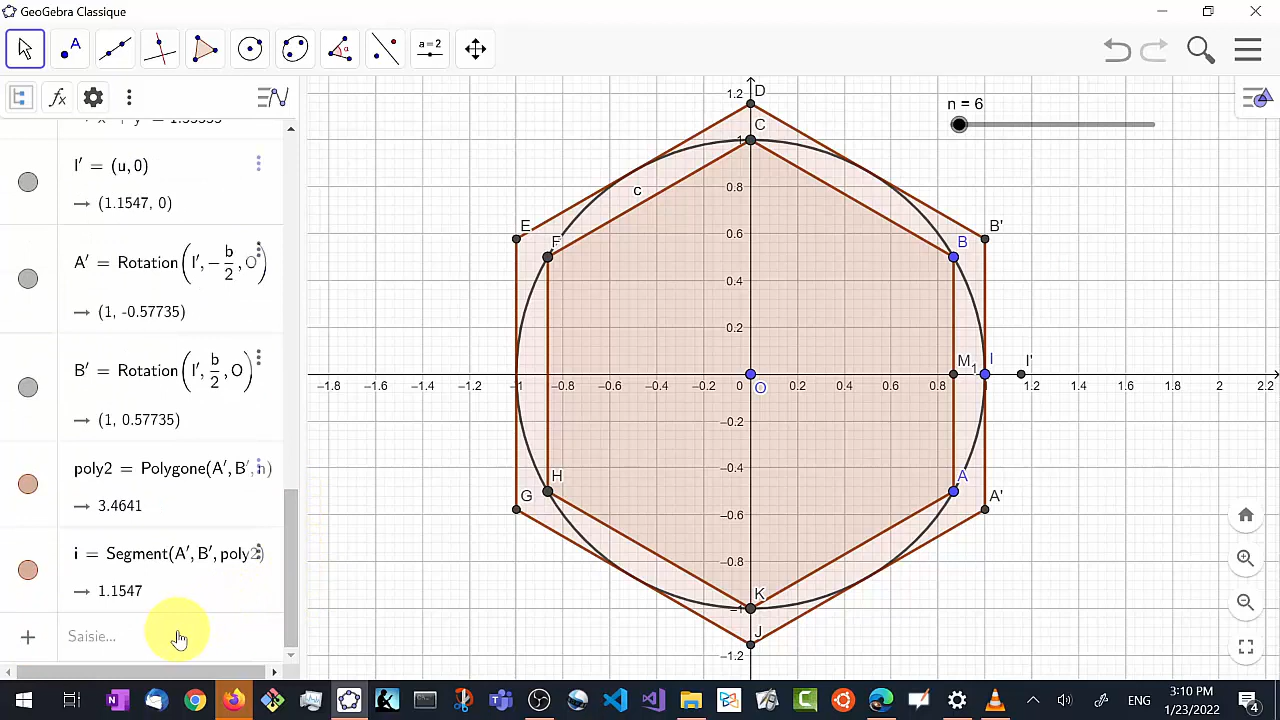 GeoGebra Classique
A
α
a=2
fx
I′ = (u, 0)
→ (1.1547, 0)
A′ = Rotation(I′, −b/2, O)
→ (1, -0.57735)
B′ = Rotation(I′, b/2, O)
→ (1, 0.57735)
poly2 = Polygone(A′, B′, n)
→ 3.4641
i = Segment(A′, B′, poly2)
→ 1.1547
Saisie...
n = 6
1.2
D
C
1
c
0.8
E
0.6
B'
F
B
0.4
0.2
M1
I
I'
−1.8
−1.6
−1.4
−1.2
−1
−0.8
−0.6
−0.4
−0.2
0
0.2
0.4
0.6
0.8
1.2
1.4
1.6
1.8
2
2.2
O
−0.2
−0.4
H
A
G
A'
−0.6
−0.8
K
−1
J
−1.2
3:10 PM
1/23/2022
4